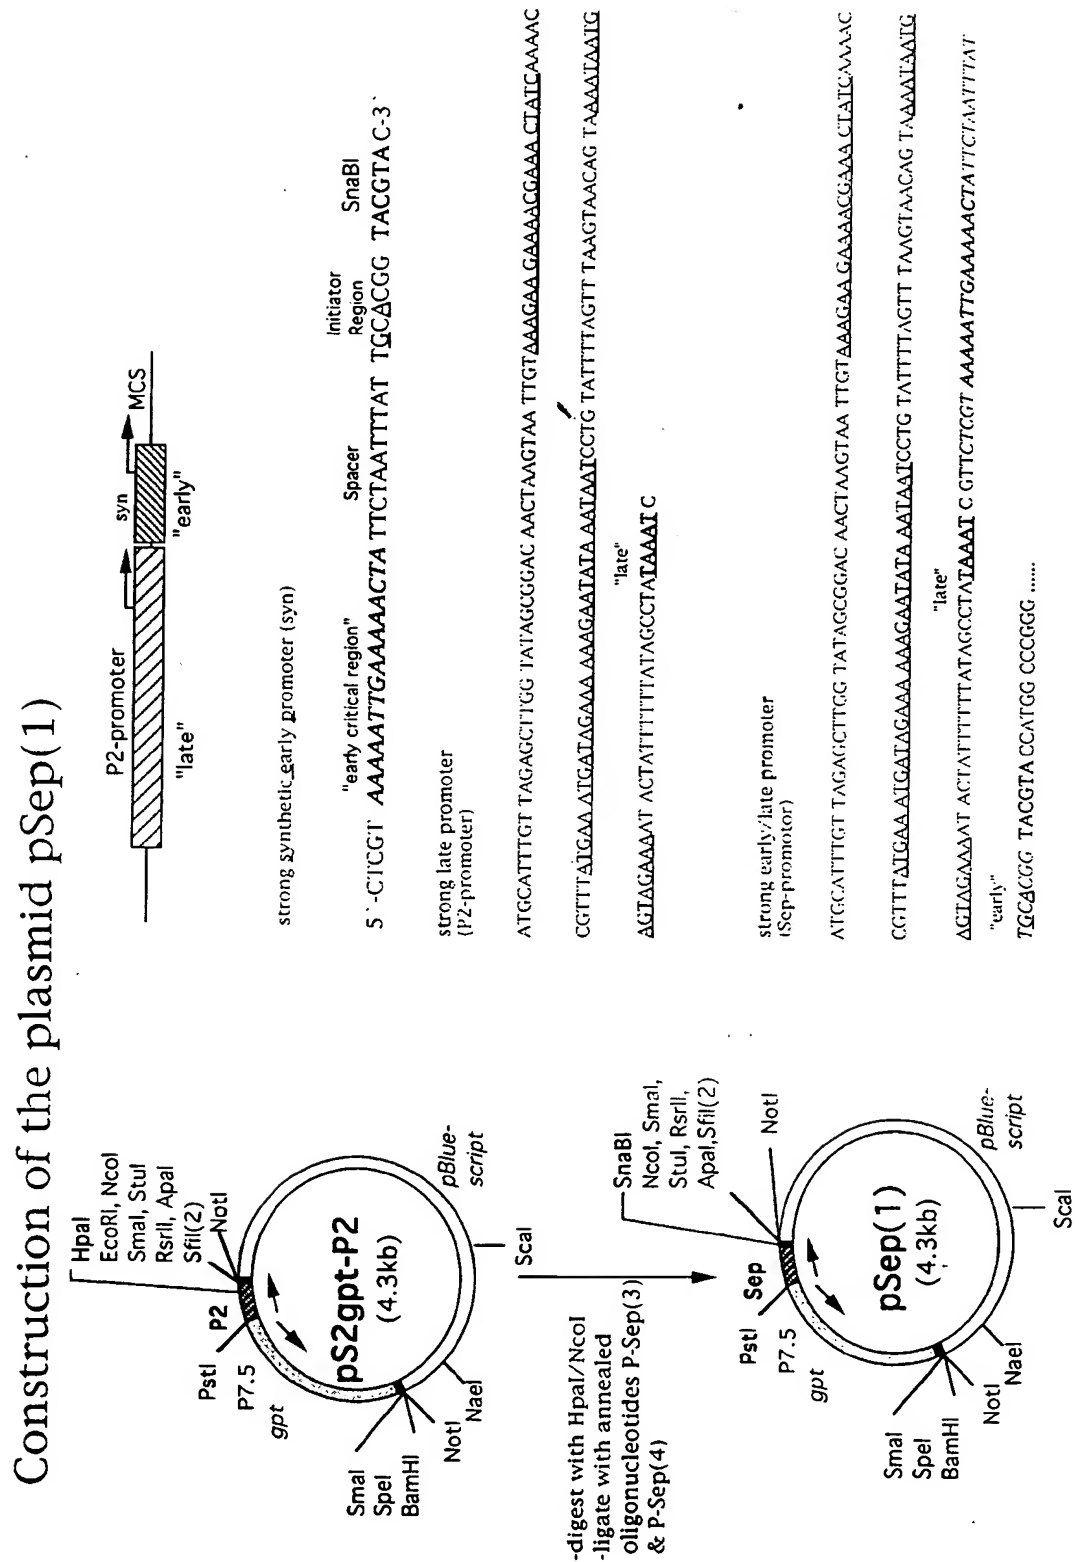 Construction of the plasmid pSep(1)
HpaI
EcoRI, NcoI
SmaI, StuI
RsrII, ApaI
SfiI(2)
NotI
P2
PstI
P7.5
gpt
pS2gpt-P2
(4.3kb)
pBlue-
script
SmaI
SpeI
BamHI
NotI
NaeI
ScaI
-digest with HpaI/NcoI
-ligate with annealed
oligonucleotides P-Sep(3)
& P-Sep(4)
SnaBI
NcoI, SmaI,
StuI, RsrII,
ApaI,SfiI(2)
NotI
Sep
PstI
P7.5
gpt
pSep(1)
(4.3kb)
pBlue-
script
SmaI
SpeI
BamHI
NotI
NaeI
ScaI
P2-promoter
syn
MCS
"late"
"early"
strong synthetic early promoter (syn)
"early critical region"
Spacer
Initiator
Region
SnaBI
5`-CTCGT AAAAATTGAAAAACTA TTCTAATTTAT TGCACGG TACGTA C-3`
strong late promoter
(P2-promoter)
ATGCATTTGT TAGAGCTTGG TATAGCGGAC AACTAAGTAA TTGTAAAGAA GAAAACGAAA CTATCAAAAC
CGTTTATGAA ATGATAGAAA AAAGAATATA AATAATCCTG TATTTTAGTT TAAGTAACAG TAAAATAATG
"late"
AGTAGAAAAT ACTATTTTTTATAGCCTATAAATC
strong early/late promoter
(Sep-promotor)
ATGCATTTGT TAGAGCTTGG TATAGCGGAC AACTAAGTAA TTGTAAAGAA GAAAACGAAA CTATCAAAAC
CGTTTATGAA ATGATAGAAA AAAGAATATA AATAATCCTG TATTTTAGTT TAAGTAACAG TAAAATAATG
"late"
AGTAGAAAAT ACTATTTTTTATAGCCTATAAAT C GTTCTCGT AAAAATTGAAAAACTATTCTAATTTAT
"early"
TGCACGG TACGTA CCATGG CCCGGG ......